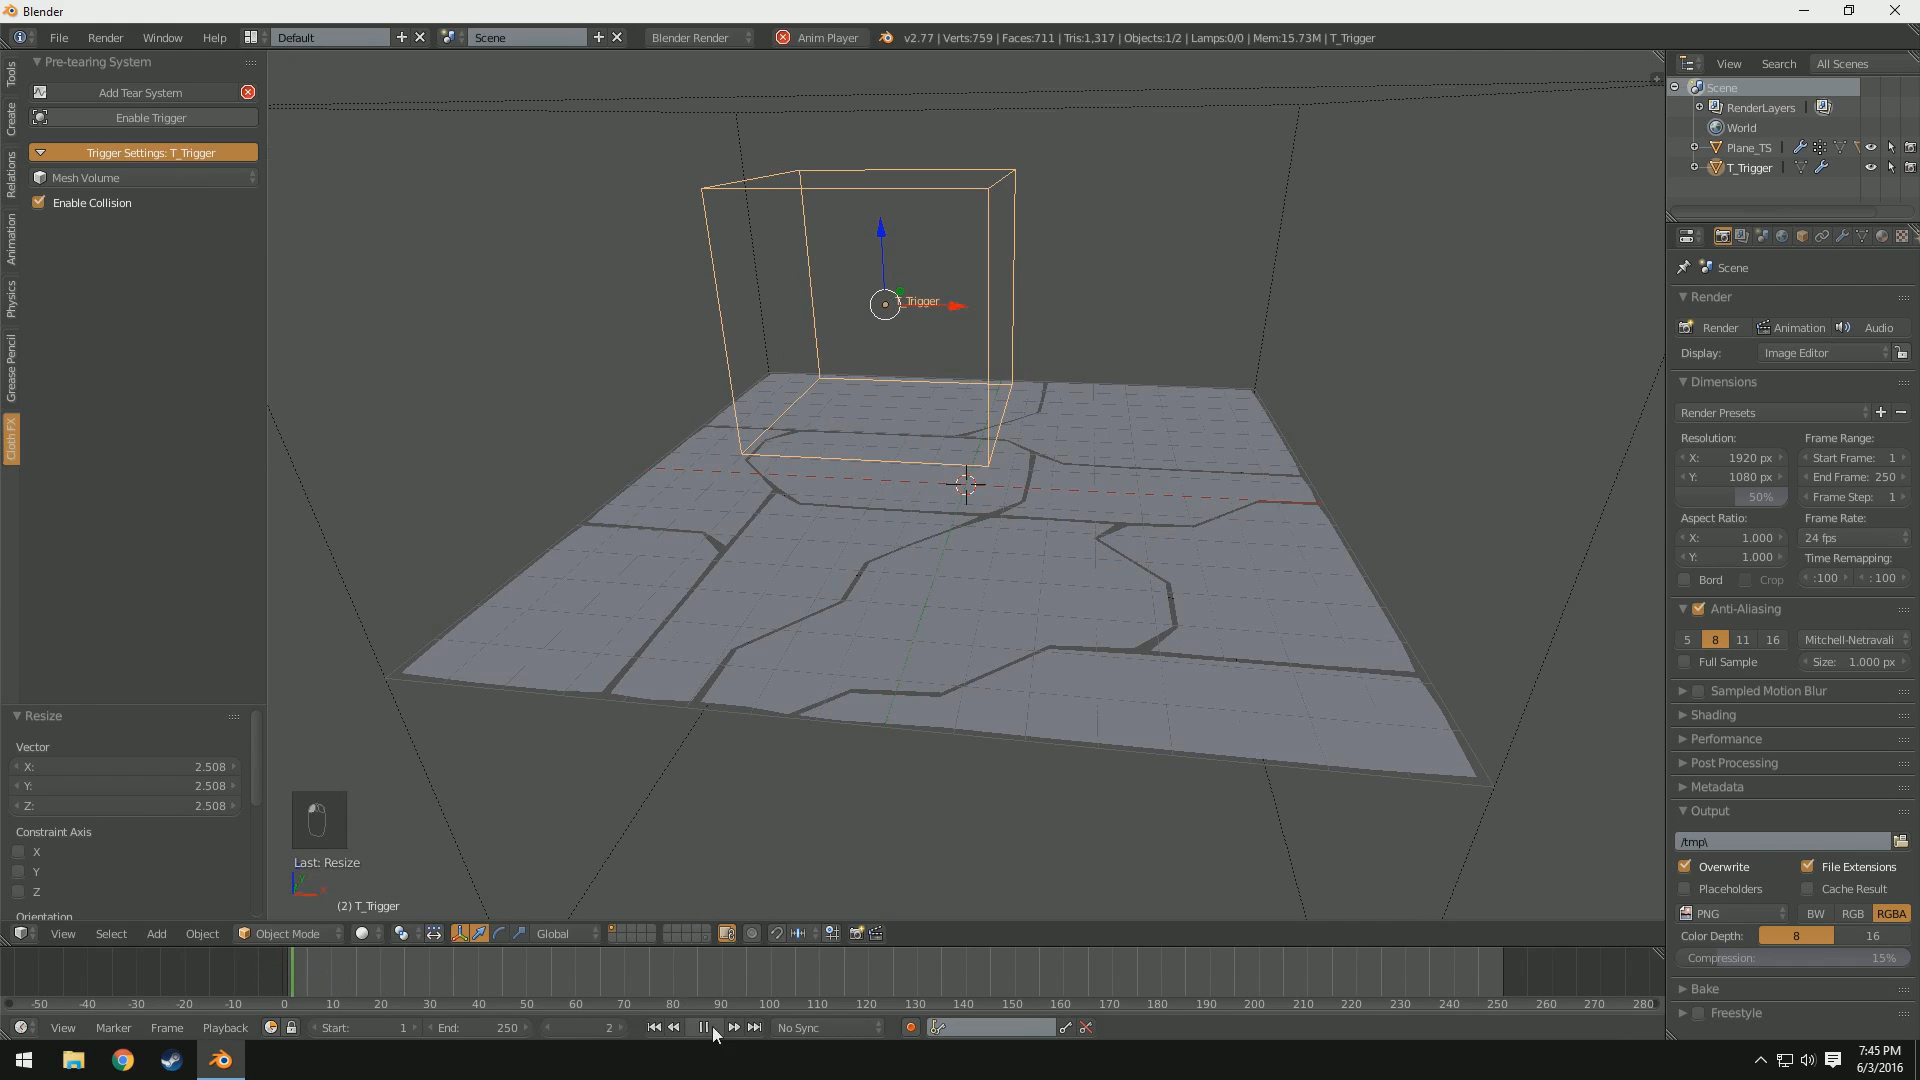 Blender
File Render Window Help Default Scene Blender Render Anim Player v2.77 | Verts:759 | Faces:711 | Tris:1,317 | Objects:1/2 | Lamps:0/0 | Mem:15.73M | T_Trigger
Pre-tearing System
Add Tear System
Enable Trigger
Trigger Settings: T_Trigger
Mesh Volume
Enable Collision
Tools
Create
Relations
Animation
Physics
Grease Pencil
Cloth FX
Resize
Vector
X: 2.508
Y: 2.508
Z: 2.508
Constraint Axis
X
Y
Z
Orientation
T_Trigger
Last: Resize
(2) T_Trigger
View Select Add Object Object Mode Global
-50 -40 -30 -20 -10 0 10 20 30 40 50 60 70 80 90 100 110 120 130 140 150 160 170 180 190 200 210 220 230 240 250 260 270 280
View Marker Frame Playback Start: 1 End: 250 2 No Sync
View Search All Scenes
Scene
RenderLayers
World
Plane_TS
T_Trigger
Scene
Render
Render Animation Audio
Display: Image Editor
Dimensions
Render Presets
Resolution: Frame Range:
X: 1920 px Start Frame: 1
Y: 1080 px End Frame: 250
50% Frame Step: 1
Aspect Ratio: Frame Rate:
X: 1.000 24 fps
Y: 1.000 Time Remapping:
Bord Crop :100 : 100
Anti-Aliasing
5 8 11 16 Mitchell-Netravali
Full Sample Size: 1.000 px
Sampled Motion Blur
Shading
Performance
Post Processing
Metadata
Output
/tmp\
Overwrite File Extensions
Placeholders Cache Result
PNG BW RGB RGBA
Color Depth: 8 16
Compression: 15%
Bake
Freestyle
7:45 PM
6/3/2016